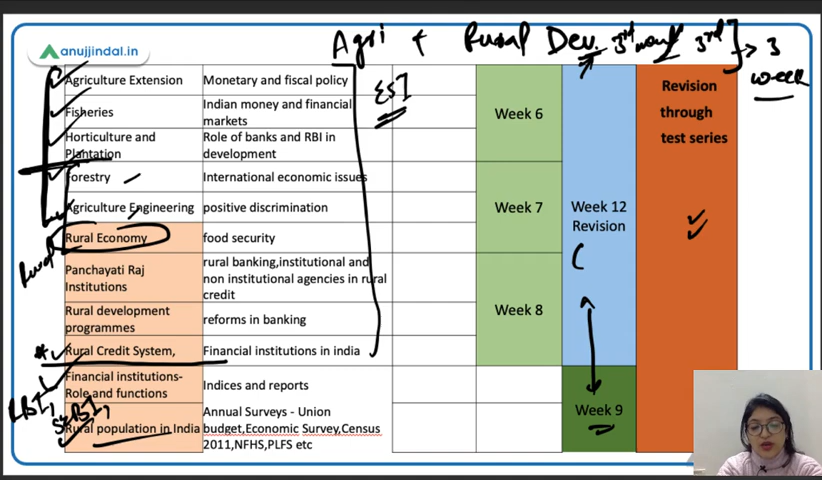 Agri + Rural Dev. 3rd 3rd
3
week
anujjindal.in
Agriculture Extension
Monetary and fiscal policy
ESI
Fisheries
Indian money and financial
markets
Horticulture and
Plantation
Role of banks and RBI in
development
Week 6
Revision
through
test series
Forestry
International economic issues
Agriculture Engineering
positive discrimination
Week 7
Week 12
Revision
Rural
Rural Economy
food security
Panchayati Raj
Institutions
rural banking,institutional and
non institutional agencies in rural
credit
Rural development
programmes
reforms in banking
Week 8
Rural Credit System,
Financial institutions in india
Financial institutions-
Role and functions
Indices and reports
RBI,
SEBI,
Rural population in India
Annual Surveys - Union
budget,Economic Survey,Census
2011,NFHS,PLFS etc
Week 9